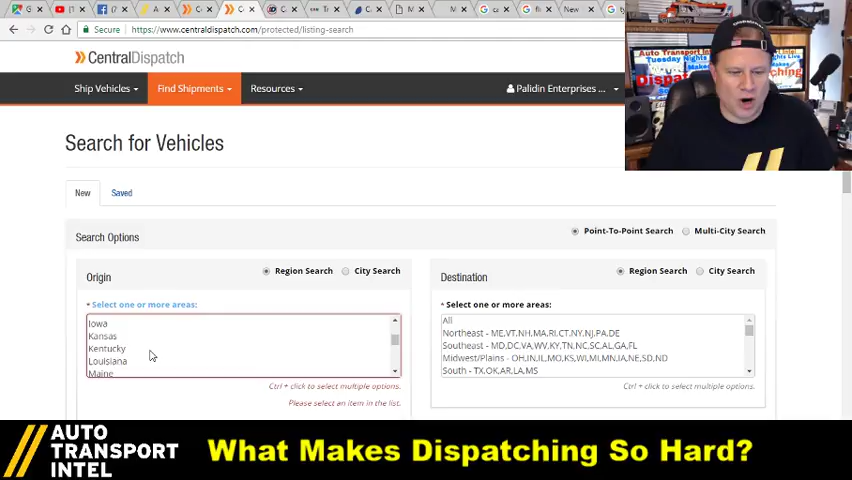 Secure
https://www.centraldispatch.com/protected/listing-search
CentralDispatch
Ship Vehicles
Find Shipments
Resources
Palidin Enterprises ...
Search for Vehicles
New
Saved
Search Options
Point-To-Point Search
Multi-City Search
Origin
Region Search
City Search
Destination
Region Search
City Search
* Select one or more areas:
* Select one or more areas:
Iowa
Kansas
Kentucky
Louisiana
Maine
All
Northeast - ME,VT,NH,MA,RI,CT,NY,NJ,PA,DE
Southeast - MD,DC,VA,WV,KY,TN,NC,SC,AL,GA,FL
Midwest/Plains - OH,IN,IL,MO,KS,WI,MI,MN,IA,NE,SD,ND
South - TX,OK,AR,LA,MS
Ctrl + click to select multiple options.
Ctrl + click to select multiple options.
Please select an item in the list.
AUTO
TRANSPORT
INTEL
What Makes Dispatching So Hard?